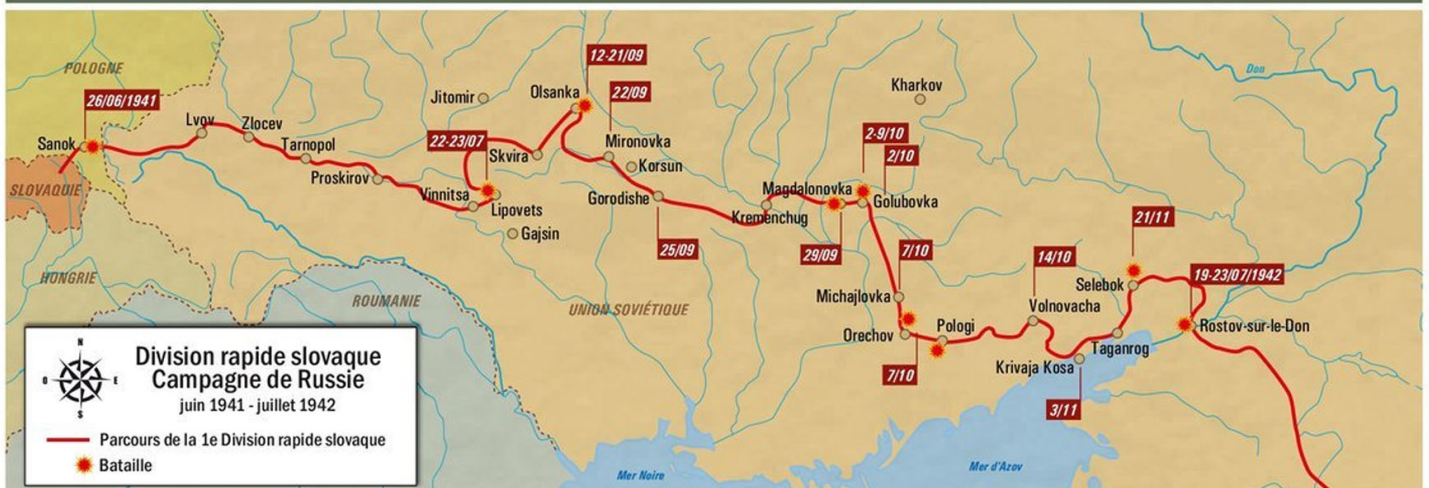 12-21/09
POLOGNE
Don
Kharkov
26/06/1941
Jitomir
Olsanka
22/09
Lvov
Zlocev
2-9/10
22-23/07
Mironovka
Sanok
Tarnopol
Skvira
2/10
Korsun
Proskirov
SLOVAQUIE
Vinnitsa
Magdalonovka
Gorodishe
Golubovka
Lipovets
Kremenchug
21/11
Gajsin
25/09
29/09
7/10
14/10
HONGRIE
19-23/07/1942
Selebok
ROUMANIE
Michajlovka
UNION SOVIÉTIQUE
Volnovacha
Orechov
Pologi
Rostov-sur-le-Don
Taganrog
Krivaja Kosa
7/10
3/11
Mer Noire
Mer d'Azov
N
O
E
S
Division rapide slovaque
Campagne de Russie
juin 1941 - juillet 1942
Parcours de la 1e Division rapide slovaque
Bataille